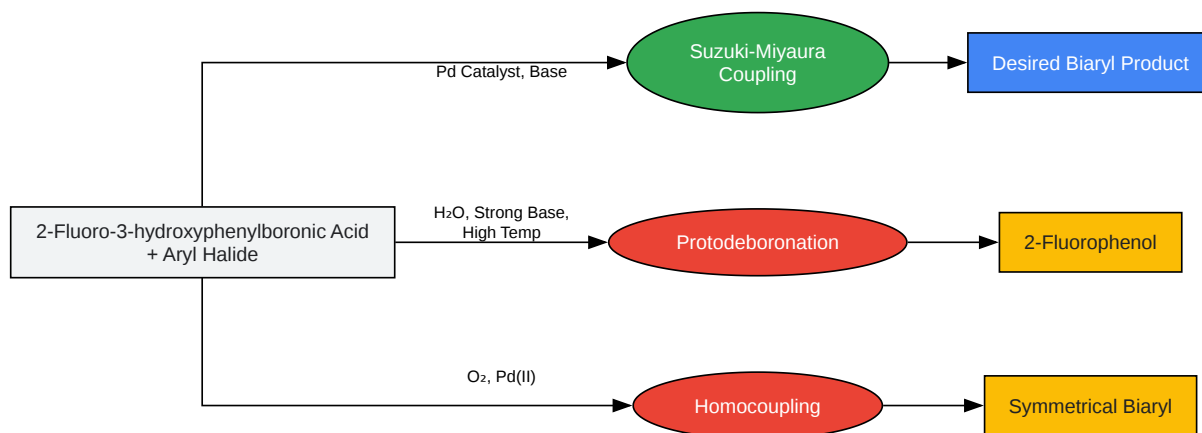 Suzuki-Miyaura
Coupling
Desired Biaryl Product
Pd Catalyst, Base
2-Fluoro-3-hydroxyphenylboronic Acid
+ Aryl Halide
H₂O, Strong Base,
High Temp
Protodeboronation
2-Fluorophenol
O₂, Pd(II)
Homocoupling
Symmetrical Biaryl